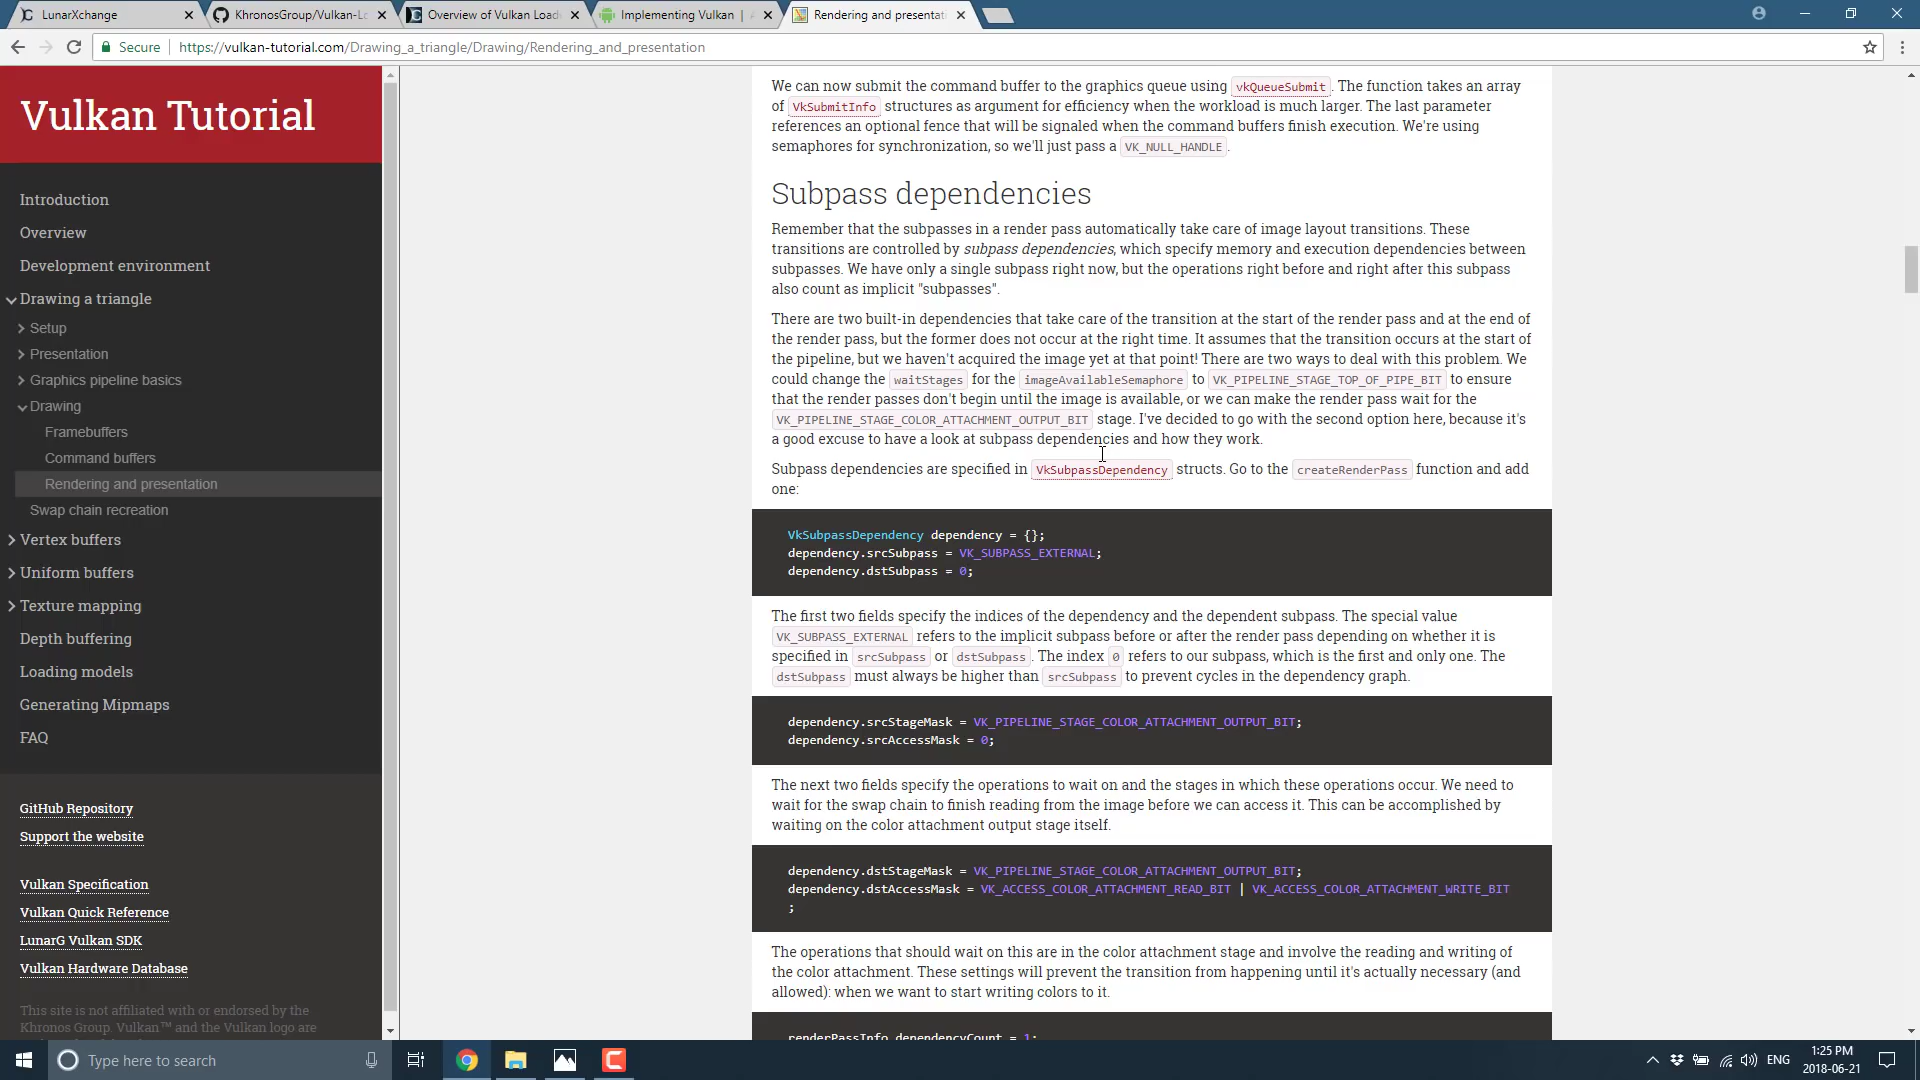 LunarXchange
KhronosGroup/Vulkan-Lo
Overview of Vulkan Load
Implementing Vulkan | A
Rendering and presentat
Secure
https://vulkan-tutorial.com/Drawing_a_triangle/Drawing/Rendering_and_presentation
Vulkan Tutorial
Introduction
Overview
Development environment
Drawing a triangle
Setup
Presentation
Graphics pipeline basics
Drawing
Framebuffers
Command buffers
Rendering and presentation
Swap chain recreation
Vertex buffers
Uniform buffers
Texture mapping
Depth buffering
Loading models
Generating Mipmaps
FAQ
GitHub Repository
Support the website
Vulkan Specification
Vulkan Quick Reference
LunarG Vulkan SDK
Vulkan Hardware Database
This site is not affiliated with or endorsed by the
Khronos Group. Vulkan™ and the Vulkan logo are
We can now submit the command buffer to the graphics queue using vkQueueSubmit. The function takes an array
of VkSubmitInfo structures as argument for efficiency when the workload is much larger. The last parameter
references an optional fence that will be signaled when the command buffers finish execution. We're using
semaphores for synchronization, so we'll just pass a VK_NULL_HANDLE.
Subpass dependencies
Remember that the subpasses in a render pass automatically take care of image layout transitions. These
transitions are controlled by subpass dependencies, which specify memory and execution dependencies between
subpasses. We have only a single subpass right now, but the operations right before and right after this subpass
also count as implicit "subpasses".
There are two built-in dependencies that take care of the transition at the start of the render pass and at the end of
the render pass, but the former does not occur at the right time. It assumes that the transition occurs at the start of
the pipeline, but we haven't acquired the image yet at that point! There are two ways to deal with this problem. We
could change the waitStages for the imageAvailableSemaphore to VK_PIPELINE_STAGE_TOP_OF_PIPE_BIT to ensure
that the render passes don't begin until the image is available, or we can make the render pass wait for the
VK_PIPELINE_STAGE_COLOR_ATTACHMENT_OUTPUT_BIT stage. I've decided to go with the second option here, because it's
a good excuse to have a look at subpass dependencies and how they work.
Subpass dependencies are specified in VkSubpassDependency structs. Go to the createRenderPass function and add
one:
VkSubpassDependency dependency = {};
dependency.srcSubpass = VK_SUBPASS_EXTERNAL;
dependency.dstSubpass = 0;
The first two fields specify the indices of the dependency and the dependent subpass. The special value
VK_SUBPASS_EXTERNAL refers to the implicit subpass before or after the render pass depending on whether it is
specified in srcSubpass or dstSubpass. The index 0 refers to our subpass, which is the first and only one. The
dstSubpass must always be higher than srcSubpass to prevent cycles in the dependency graph.
dependency.srcStageMask = VK_PIPELINE_STAGE_COLOR_ATTACHMENT_OUTPUT_BIT;
dependency.srcAccessMask = 0;
The next two fields specify the operations to wait on and the stages in which these operations occur. We need to
wait for the swap chain to finish reading from the image before we can access it. This can be accomplished by
waiting on the color attachment output stage itself.
dependency.dstStageMask = VK_PIPELINE_STAGE_COLOR_ATTACHMENT_OUTPUT_BIT;
dependency.dstAccessMask = VK_ACCESS_COLOR_ATTACHMENT_READ_BIT | VK_ACCESS_COLOR_ATTACHMENT_WRITE_BIT
;
The operations that should wait on this are in the color attachment stage and involve the reading and writing of
the color attachment. These settings will prevent the transition from happening until it's actually necessary (and
allowed): when we want to start writing colors to it.
renderPassInfo.dependencyCount = 1;
Type here to search
ENG
1:25 PM
2018-06-21